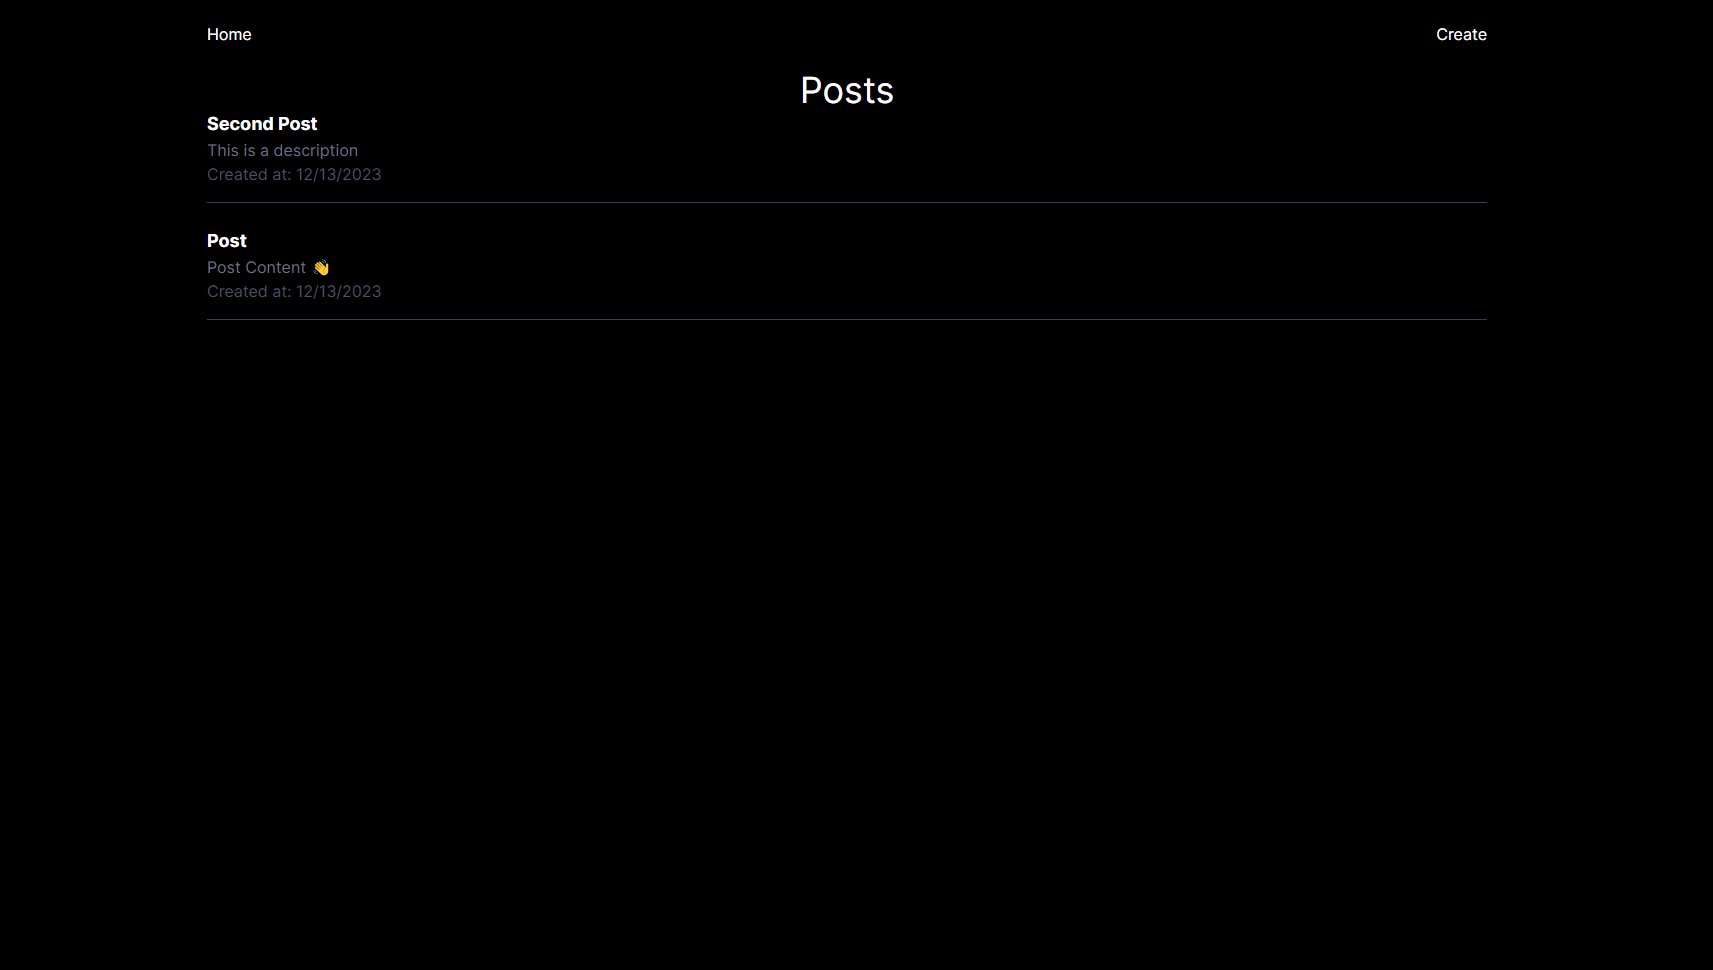 Home Create
Posts
Second Post
This is a description
Created at: 12/13/2023
Post
Post Content 👋
Created at: 12/13/2023